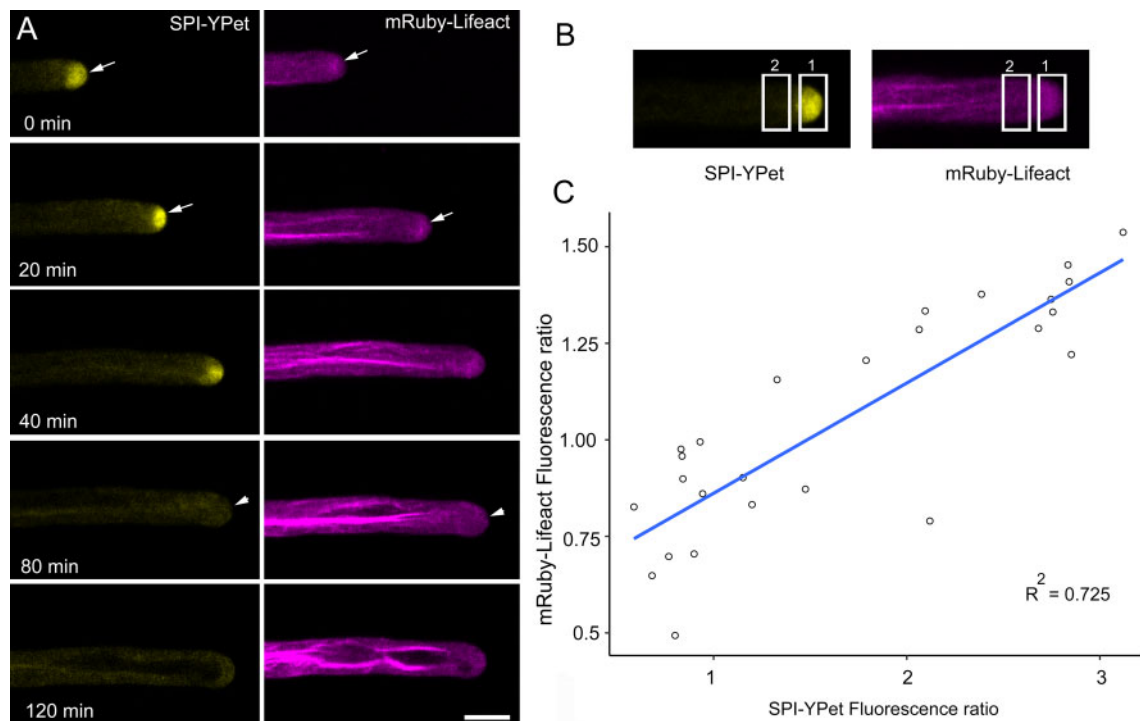 A
SPI-YPet
mRuby-Lifeact
0 min
20 min
40 min
80 min
120 min
B
2 1
2 1
SPI-YPet
mRuby-Lifeact
C
mRuby-Lifeact Fluorescence ratio
1.50
1.25
1.00
0.75
0.5
R² = 0.725
1 2 3
SPI-YPet Fluorescence ratio